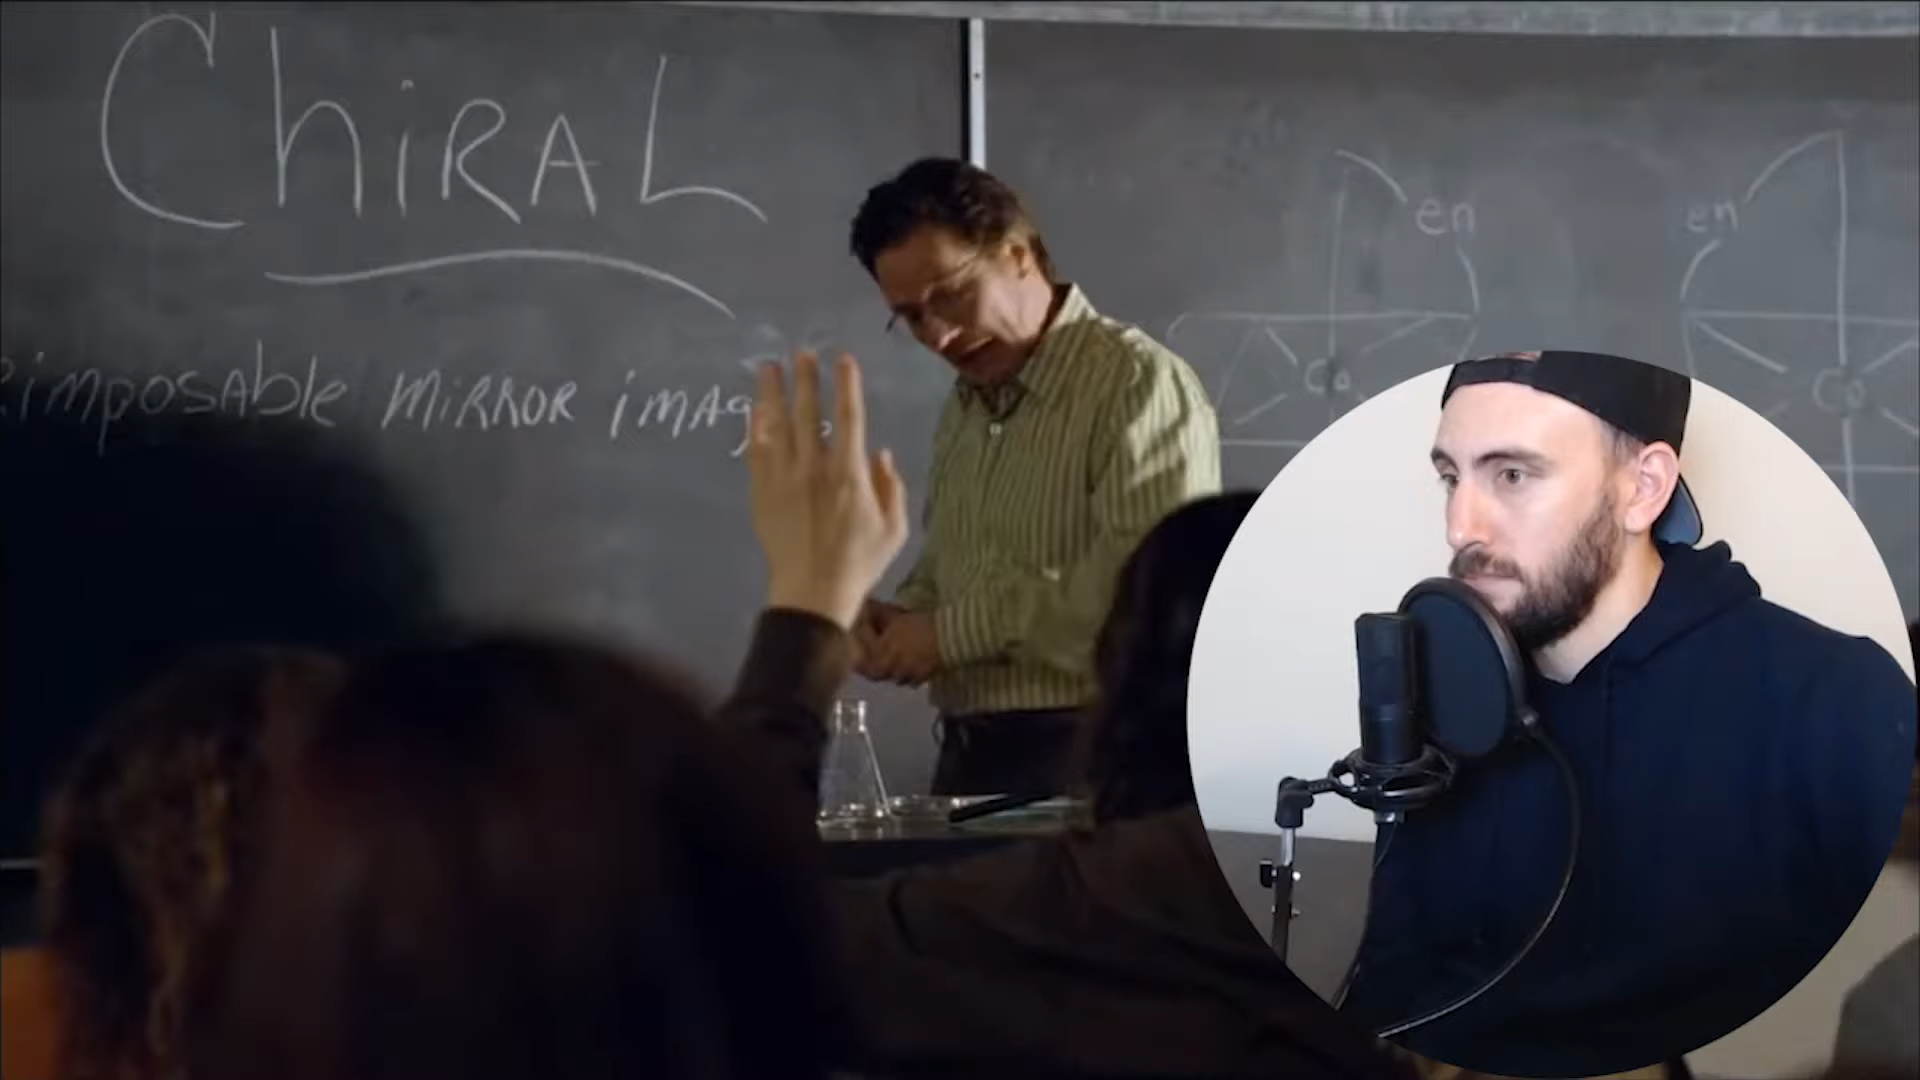 ChiRAL
imposable MiRROR
en
en
Co
Co